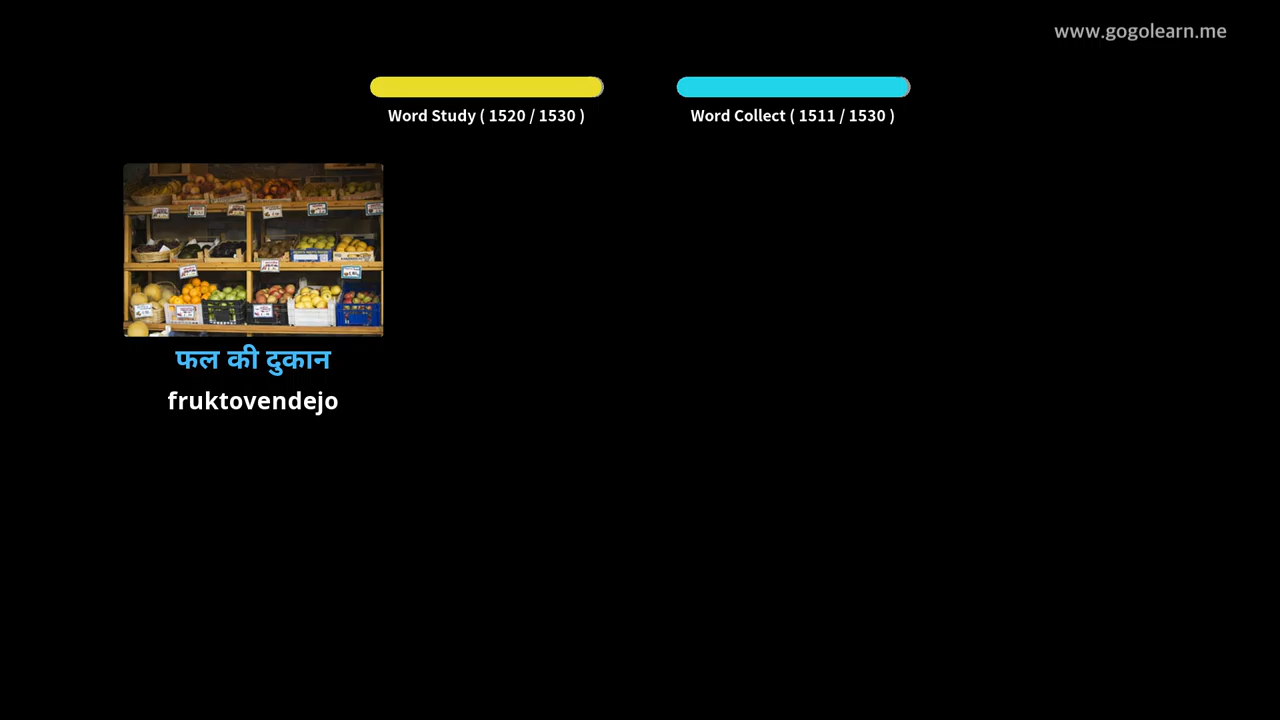 www.gogolearn.me
Word Study ( 1520 / 1530 )
Word Collect ( 1511 / 1530 )
फल की दुकान
fruktovendejo